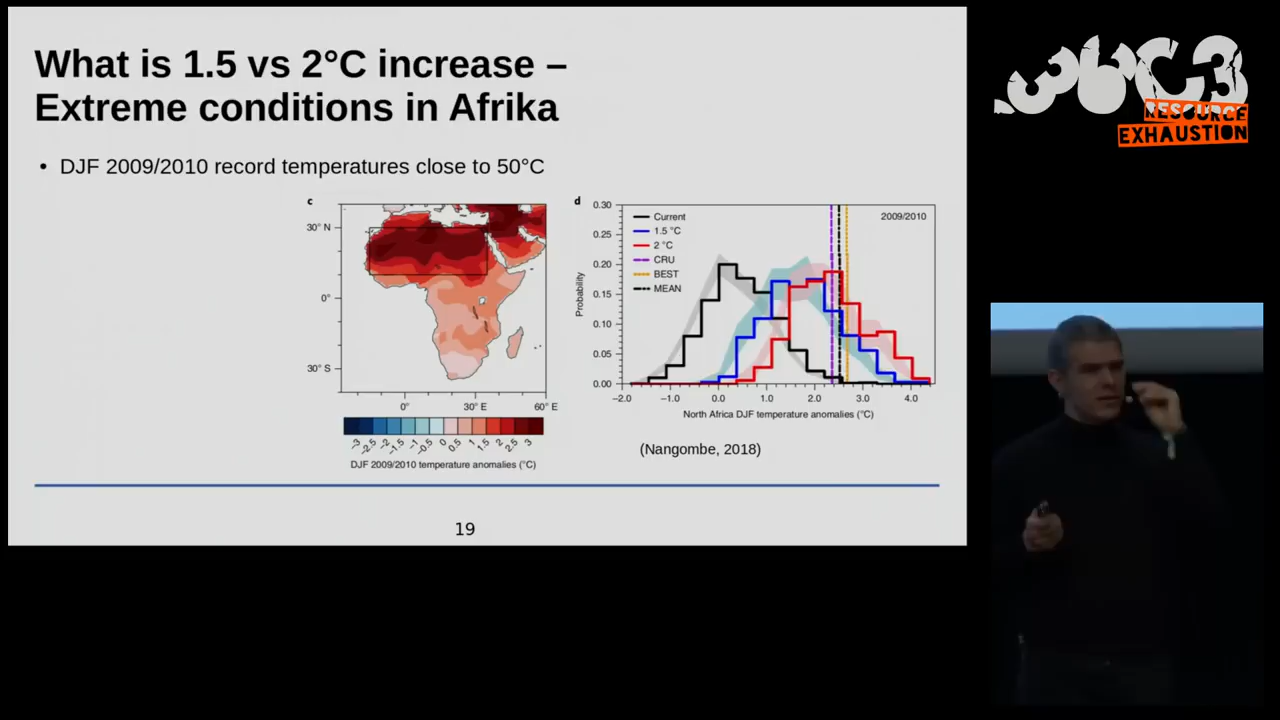 What is 1.5 vs 2°C increase –
Extreme conditions in Afrika
• DJF 2009/2010 record temperatures close to 50°C
c
30° N
0°
30° S
0° 30° E 60° E
−3 −2.5 −2 −1.5 −1 −0.5 0 0.5 1 1.5 2 2.5 3
DJF 2009/2010 temperature anomalies (°C)
d
0.30
0.25
0.20
0.15
0.10
0.05
0.00
Probability
Current
1.5 °C
2 °C
CRU
BEST
MEAN
2009/2010
−2.0 −1.0 0.0 1.0 2.0 3.0 4.0
North Africa DJF temperature anomalies (°C)
(Nangombe, 2018)
19
36C3
RESOURCE
EXHAUSTION